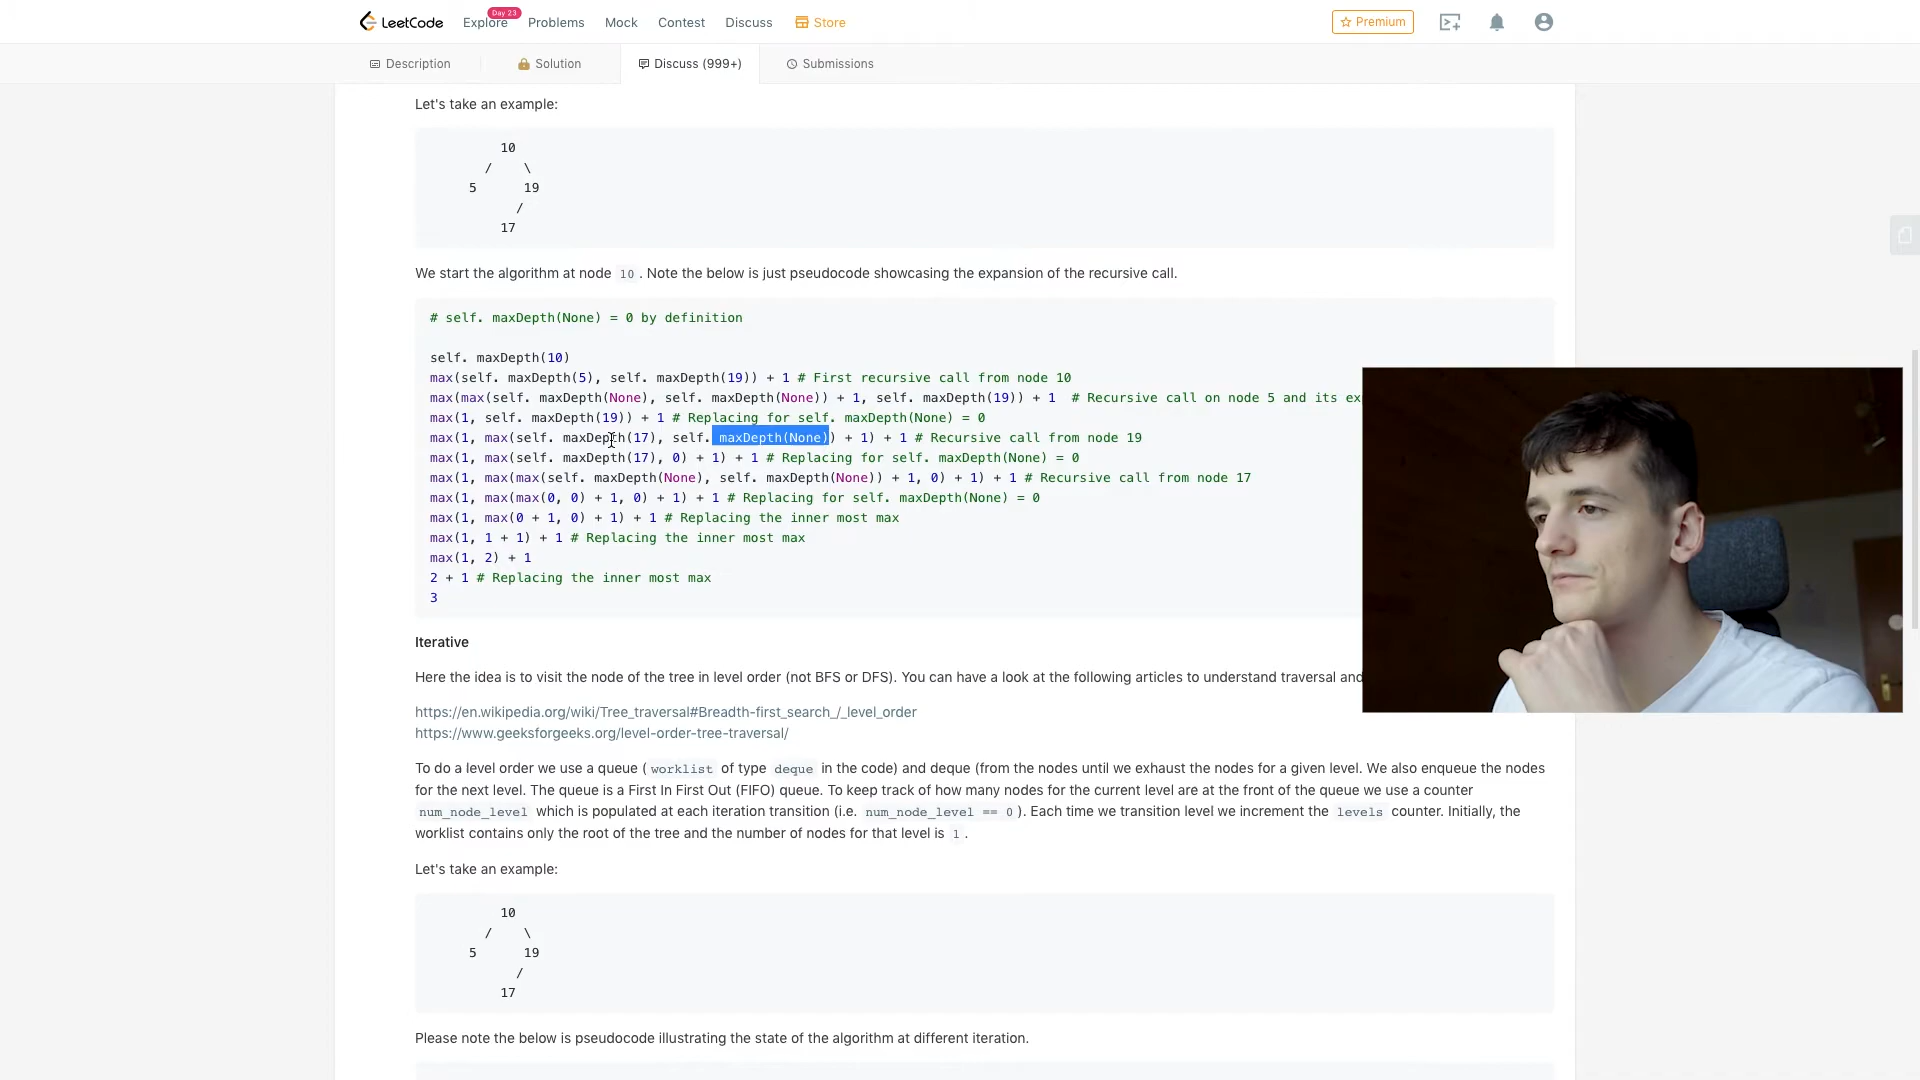 LeetCode Explore Day 23 Problems Mock Contest Discuss Store Premium
Description Solution Discuss (999+) Submissions
Let's take an example:
10
/ \
5 19
/
17
We start the algorithm at node 10 . Note the below is just pseudocode showcasing the expansion of the recursive call.
# self. maxDepth(None) = 0 by definition
self. maxDepth(10)
max(self. maxDepth(5), self. maxDepth(19)) + 1 # First recursive call from node 10
max(max(self. maxDepth(None), self. maxDepth(None)) + 1, self. maxDepth(19)) + 1 # Recursive call on node 5 and its ex
max(1, self. maxDepth(19)) + 1 # Replacing for self. maxDepth(None) = 0
max(1, max(self. maxDepth(17), self. maxDepth(None)) + 1) + 1 # Recursive call from node 19
max(1, max(self. maxDepth(17), 0) + 1) + 1 # Replacing for self. maxDepth(None) = 0
max(1, max(max(self. maxDepth(None), self. maxDepth(None)) + 1, 0) + 1) + 1 # Recursive call from node 17
max(1, max(max(0, 0) + 1, 0) + 1) + 1 # Replacing for self. maxDepth(None) = 0
max(1, max(0 + 1, 0) + 1) + 1 # Replacing the inner most max
max(1, 1 + 1) + 1 # Replacing the inner most max
max(1, 2) + 1
2 + 1 # Replacing the inner most max
3
Iterative
Here the idea is to visit the node of the tree in level order (not BFS or DFS). You can have a look at the following articles to understand traversal and
https://en.wikipedia.org/wiki/Tree_traversal#Breadth-first_search_/_level_order
https://www.geeksforgeeks.org/level-order-tree-traversal/
To do a level order we use a queue ( worklist of type deque in the code) and deque (from the nodes until we exhaust the nodes for a given level. We also enqueue the nodes
for the next level. The queue is a First In First Out (FIFO) queue. To keep track of how many nodes for the current level are at the front of the queue we use a counter
num_node_level which is populated at each iteration transition (i.e. num_node_level == 0 ). Each time we transition level we increment the levels counter. Initially, the
worklist contains only the root of the tree and the number of nodes for that level is 1 .
Let's take an example:
10
/ \
5 19
/
17
Please note the below is pseudocode illustrating the state of the algorithm at different iteration.